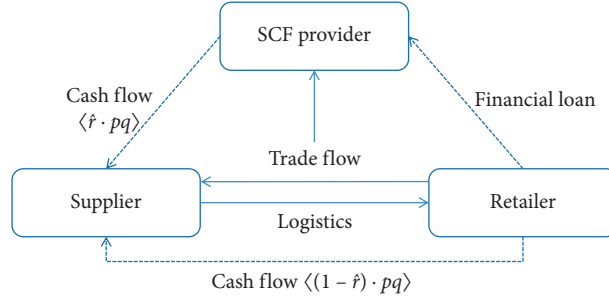 SCF provider
Cash flow
⟨r̂ · pq⟩
Financial loan
Trade flow
Supplier
Retailer
Logistics
Cash flow ⟨(1 – r̂) · pq⟩